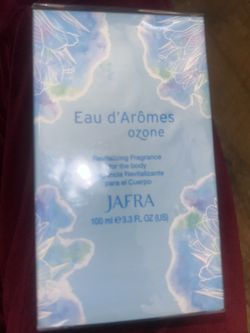 Eau d'Arômes
ozone
Revitalizing Fragrance
for the body
Revitalizante
para el Cuerpo
JAFRA
100 ml e 3.3 FL OZ (US)